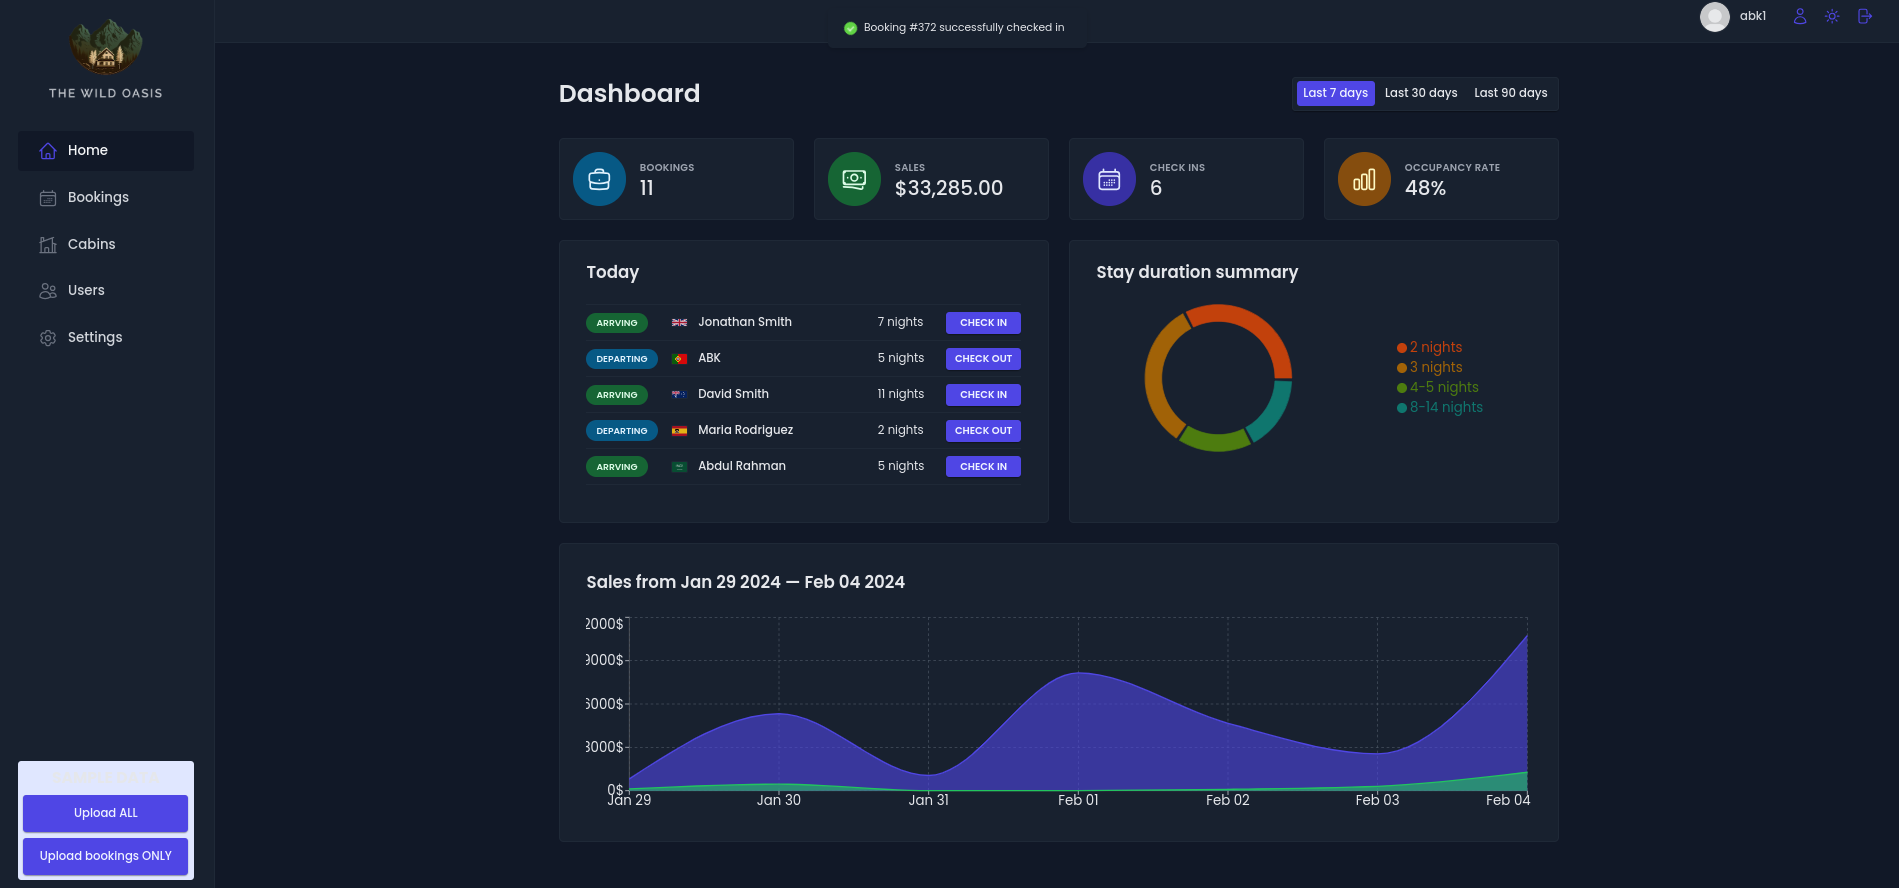 Booking #372 successfully checked in
abk1
THE WILD OASIS
Home
Bookings
Cabins
Users
Settings
Upload ALL
Upload bookings ONLY
Dashboard
Last 7 days Last 30 days Last 90 days
BOOKINGS
11
SALES
$33,285.00
CHECK INS
6
OCCUPANCY RATE
48%
Today
ARRVING Jonathan Smith 7 nights CHECK IN
DEPARTING ABK 5 nights CHECK OUT
ARRVING David Smith 11 nights CHECK IN
DEPARTING Maria Rodriguez 2 nights CHECK OUT
ARRVING Abdul Rahman 5 nights CHECK IN
Stay duration summary
2 nights
3 nights
4-5 nights
8-14 nights
Sales from Jan 29 2024 — Feb 04 2024
2000$
9000$
6000$
3000$
0$
Jan 29 Jan 30 Jan 31 Feb 01 Feb 02 Feb 03 Feb 04